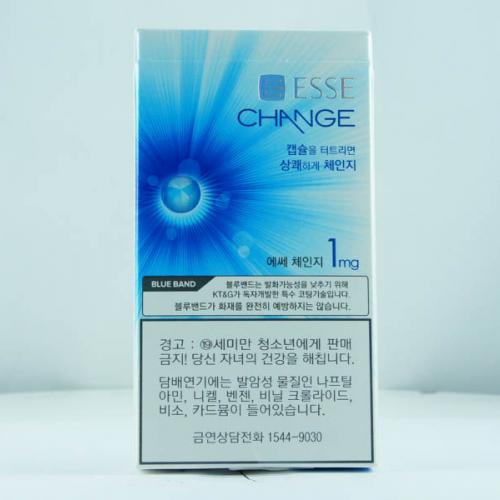 ESSE
CHANGE
캡슐을 터트리면
상쾌하게 체인지
에쎄 체인지 1mg
BLUE BAND
블루밴드는 발화가능성을 낮추기 위해
KT&G가 독자개발한 특수 코팅기술입니다.
블루밴드가 화재를 완전히 예방하지는 않습니다.
경고 : ⑲세미만 청소년에게 판매
금지! 당신 자녀의 건강을 해칩니다.
담배연기에는 발암성 물질인 나프틸
아민, 니켈, 벤젠, 비닐 크롤라이드,
비소, 카드뮴이 들어있습니다.
금연상담전화 1544-9030